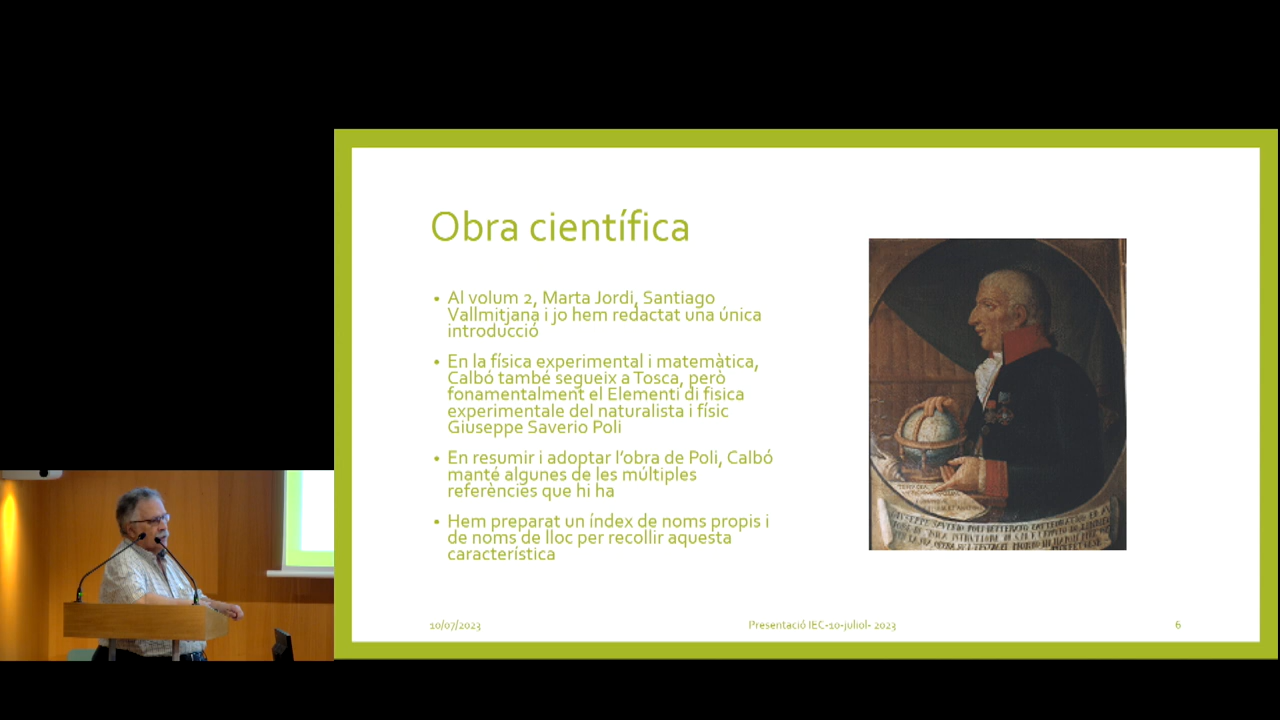 Obra científica
• Al volum 2, Marta Jordi, Santiago
Vallmitjana i jo hem redactat una única
introducció
• En la física experimental i matemàtica,
Calbó també segueix a Tosca, però
fonamentalment el Elementi di fisica
experimentale del naturalista i físic
Giuseppe Saverio Poli
• En resumir i adoptar l'obra de Poli, Calbó
manté algunes de les múltiples
referències que hi ha
• Hem preparat un índex de noms propis i
de noms de lloc per recollir aquesta
característica
10/07/2023
Presentació IEC-10-juliol- 2023
6